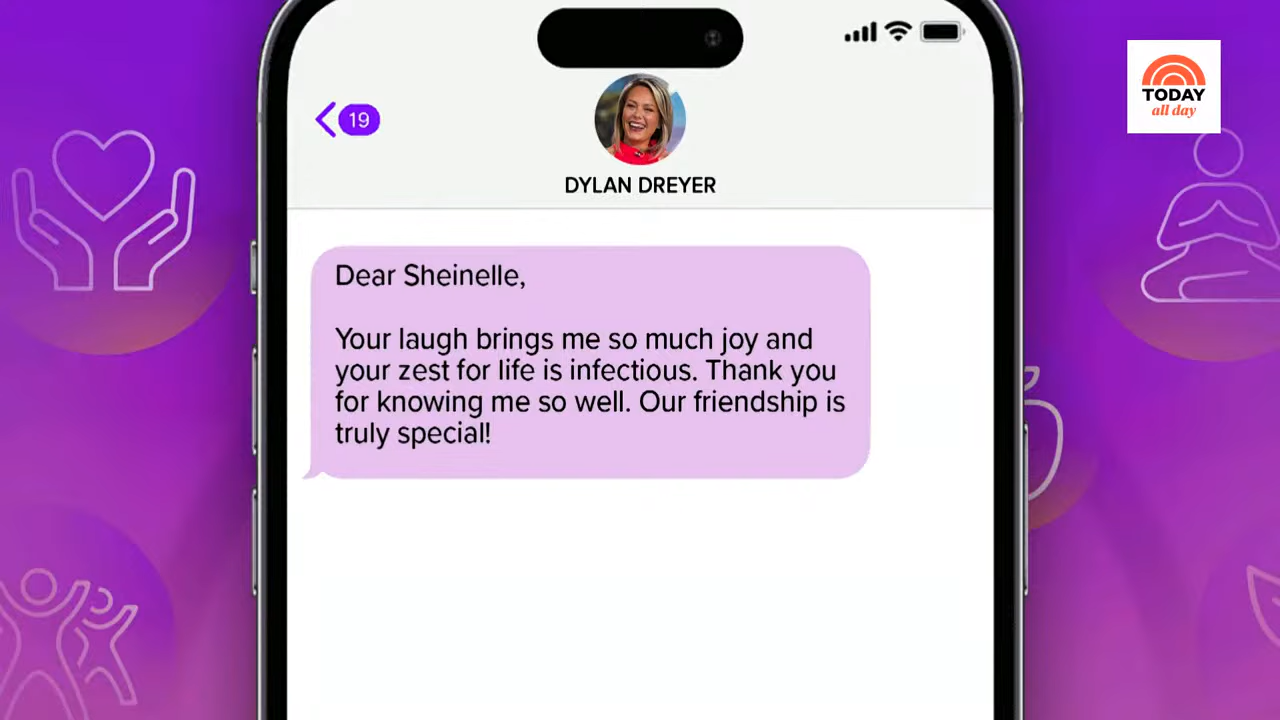 TODAY
all day
19
DYLAN DREYER
Dear Sheinelle,
Your laugh brings me so much joy and
your zest for life is infectious. Thank you
for knowing me so well. Our friendship is
truly special!